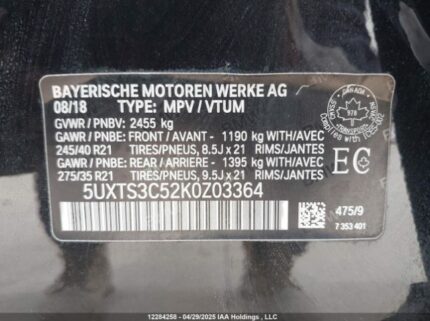 BAYERISCHE MOTOREN WERKE AG
08/18 TYPE: MPV / VTUM
GVWR / PNBV: 2455 kg
GAWR / PNBE: FRONT / AVANT - 1190 kg WITH/AVEC
245/40 R21 TIRES/PNEUS, 8.5J x 21 RIMS/JANTES
GAWR / PNBE: REAR / ARRIERE - 1395 kg WITH/AVEC
275/35 R21 TIRES/PNEUS, 9.5J x 21 RIMS/JANTES
5UXTS3C52K0Z03364
CANADA
978
TRANSPORT
EC
475/9
7 353 401
12284258 - 04/29/2025 IAA Holdings, LLC